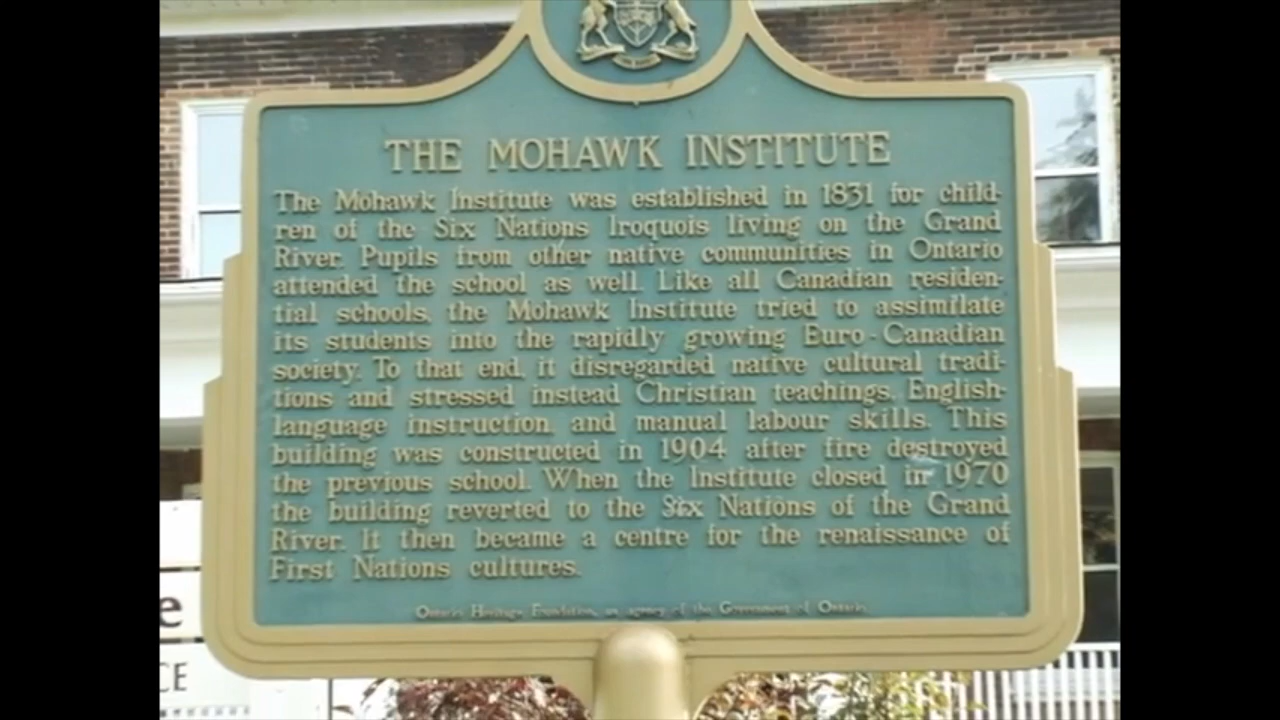 THE MOHAWK INSTITUTE
The Mohawk Institute was established in 1831 for child-
ren of the Six Nations Iroquois living on the Grand
River. Pupils from other native communities in Ontario
attended the school as well. Like all Canadian residen-
tial schools, the Mohawk Institute tried to assimilate
its students into the rapidly growing Euro-Canadian
society. To that end, it disregarded native cultural tradi-
tions and stressed instead Christian teachings, English-
language instruction and manual labour skills. This
building was constructed in 1904 after fire destroyed
the previous school. When the Institute closed in 1970
the building reverted to the Six Nations of the Grand
River. It then became a centre for the renaissance of
First Nations cultures.
Ontario Heritage Foundation, an agency of the Government of Ontario
e
CE